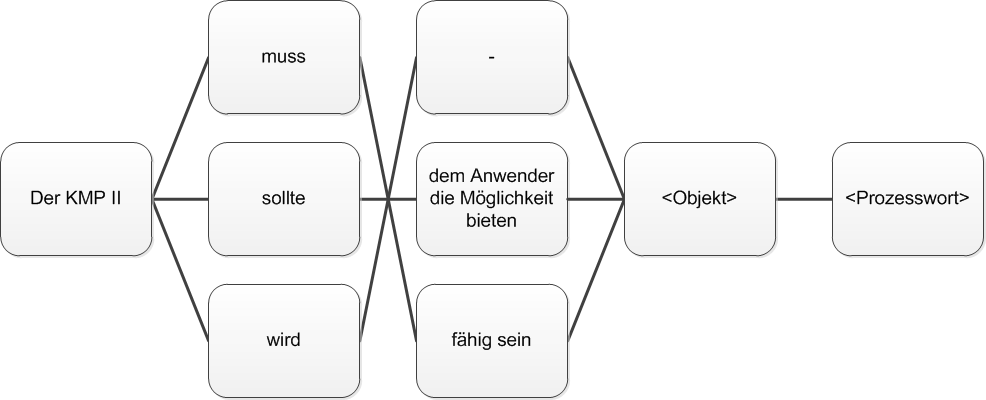 Der KMP II
muss
sollte
wird
-
dem Anwender
die Möglichkeit
bieten
fähig sein
<Objekt>
<Prozesswort>